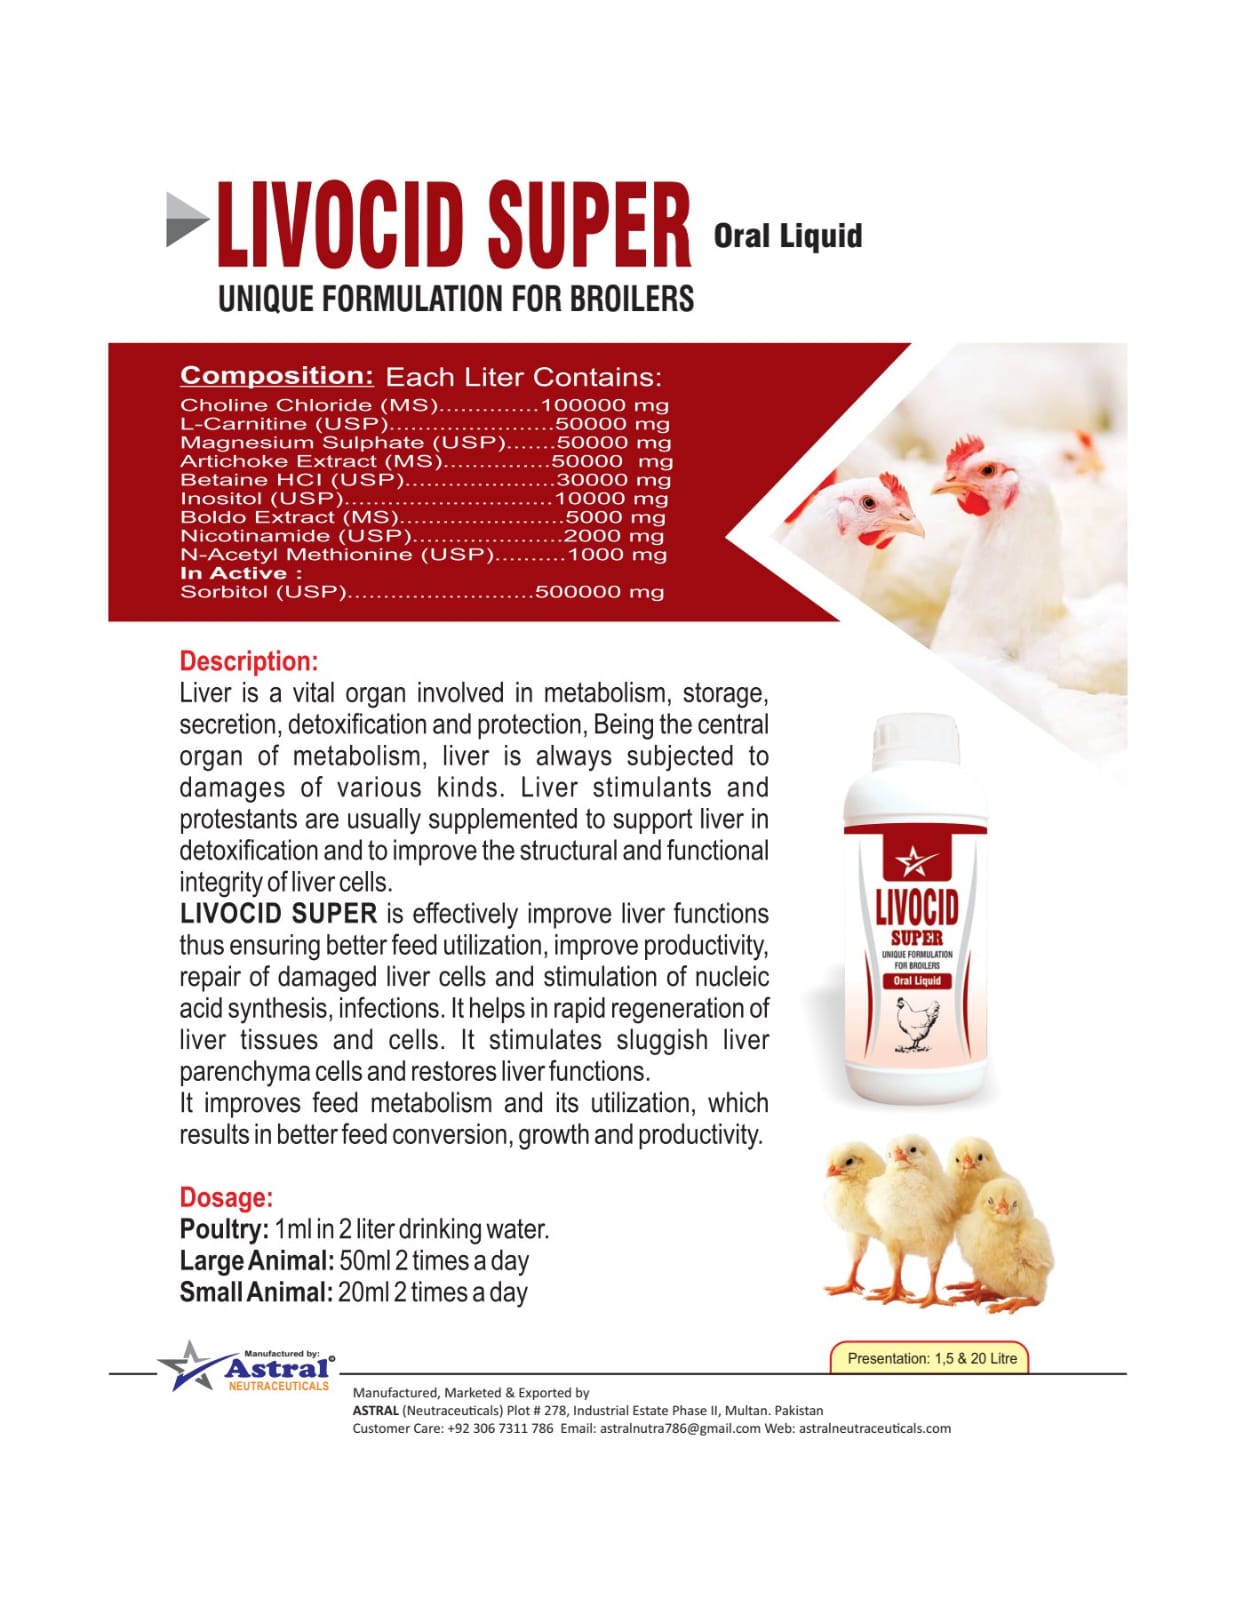 LIVOCID SUPER Oral Liquid
UNIQUE FORMULATION FOR BROILERS
Composition: Each Liter Contains:
Choline Chloride (MS)..............100000 mg
L-Carnitine (USP).......................50000 mg
Magnesium Sulphate (USP).......50000 mg
Artichoke Extract (MS)...............50000 mg
Betaine HCl (USP).....................30000 mg
Inositol (USP).............................10000 mg
Boldo Extract (MS).......................5000 mg
Nicotinamide (USP).....................2000 mg
N-Acetyl Methionine (USP)..........1000 mg
In Active :
Sorbitol (USP)..........................500000 mg
Description:
Liver is a vital organ involved in metabolism, storage,
secretion, detoxification and protection, Being the central
organ of metabolism, liver is always subjected to
damages of various kinds. Liver stimulants and
protestants are usually supplemented to support liver in
detoxification and to improve the structural and functional
integrity of liver cells.
LIVOCID SUPER is effectively improve liver functions
thus ensuring better feed utilization, improve productivity,
repair of damaged liver cells and stimulation of nucleic
acid synthesis, infections. It helps in rapid regeneration of
liver tissues and cells. It stimulates sluggish liver
parenchyma cells and restores liver functions.
It improves feed metabolism and its utilization, which
results in better feed conversion, growth and productivity.
LIVOCID
SUPER
UNIQUE FORMULATION
FOR BROILERS
Oral Liquid
Dosage:
Poultry: 1ml in 2 liter drinking water.
Large Animal: 50ml 2 times a day
Small Animal: 20ml 2 times a day
Presentation: 1,5 & 20 Litre
Manufactured by:
Astral®
NEUTRACEUTICALS
Manufactured, Marketed & Exported by
ASTRAL (Neutraceuticals) Plot # 278, Industrial Estate Phase II, Multan. Pakistan
Customer Care: +92 306 7311 786 Email: astralnutra786@gmail.com Web: astralneutraceuticals.com